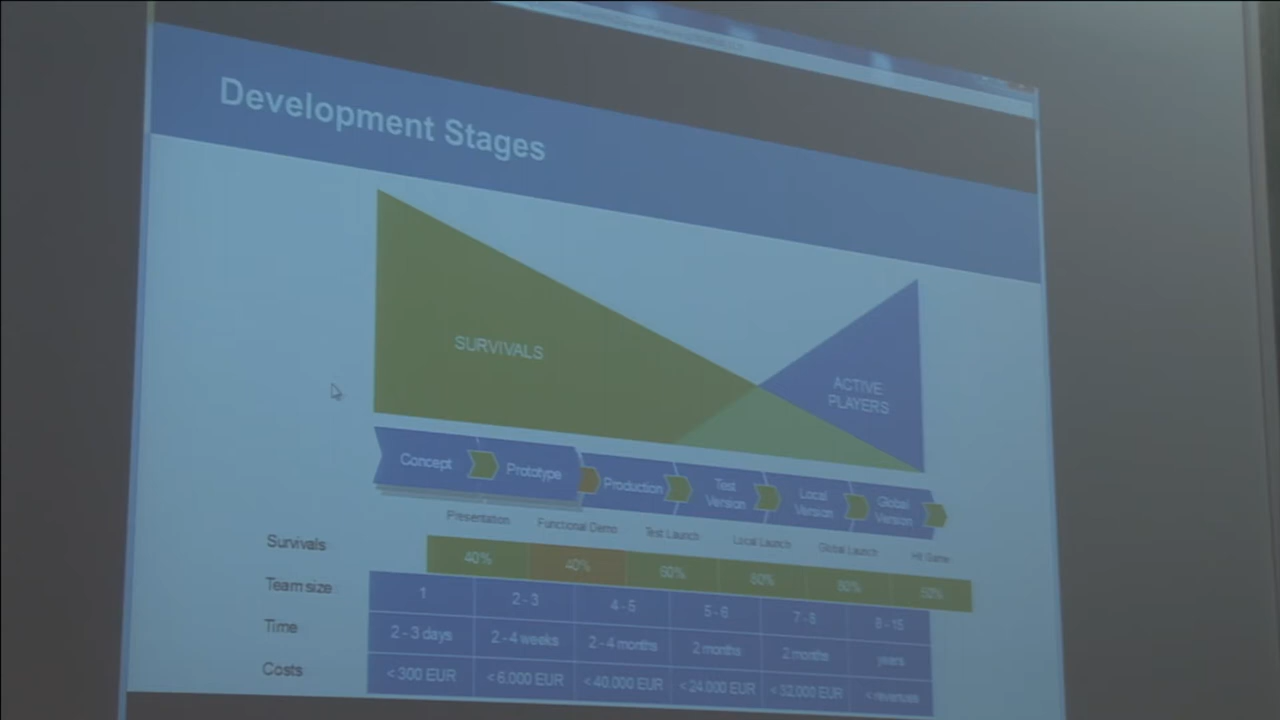 Development Stages
SURVIVALS
ACTIVE
PLAYERS
Concept Prototype Production Test Version Local Version Global Version
Presentation Functional Demo Test Launch Local Launch Global Launch Hit Game
Survivals 40% 40% 60% 80%
Team size 1 2 - 3 4 - 5 5 - 6 7 - 8 8 - 15
Time 2 - 3 days 2 - 4 weeks 2 - 4 months 2 months 2 months years
Costs < 300 EUR < 6.000 EUR < 40.000 EUR < 24.000 EUR < 32.000 EUR < revenues